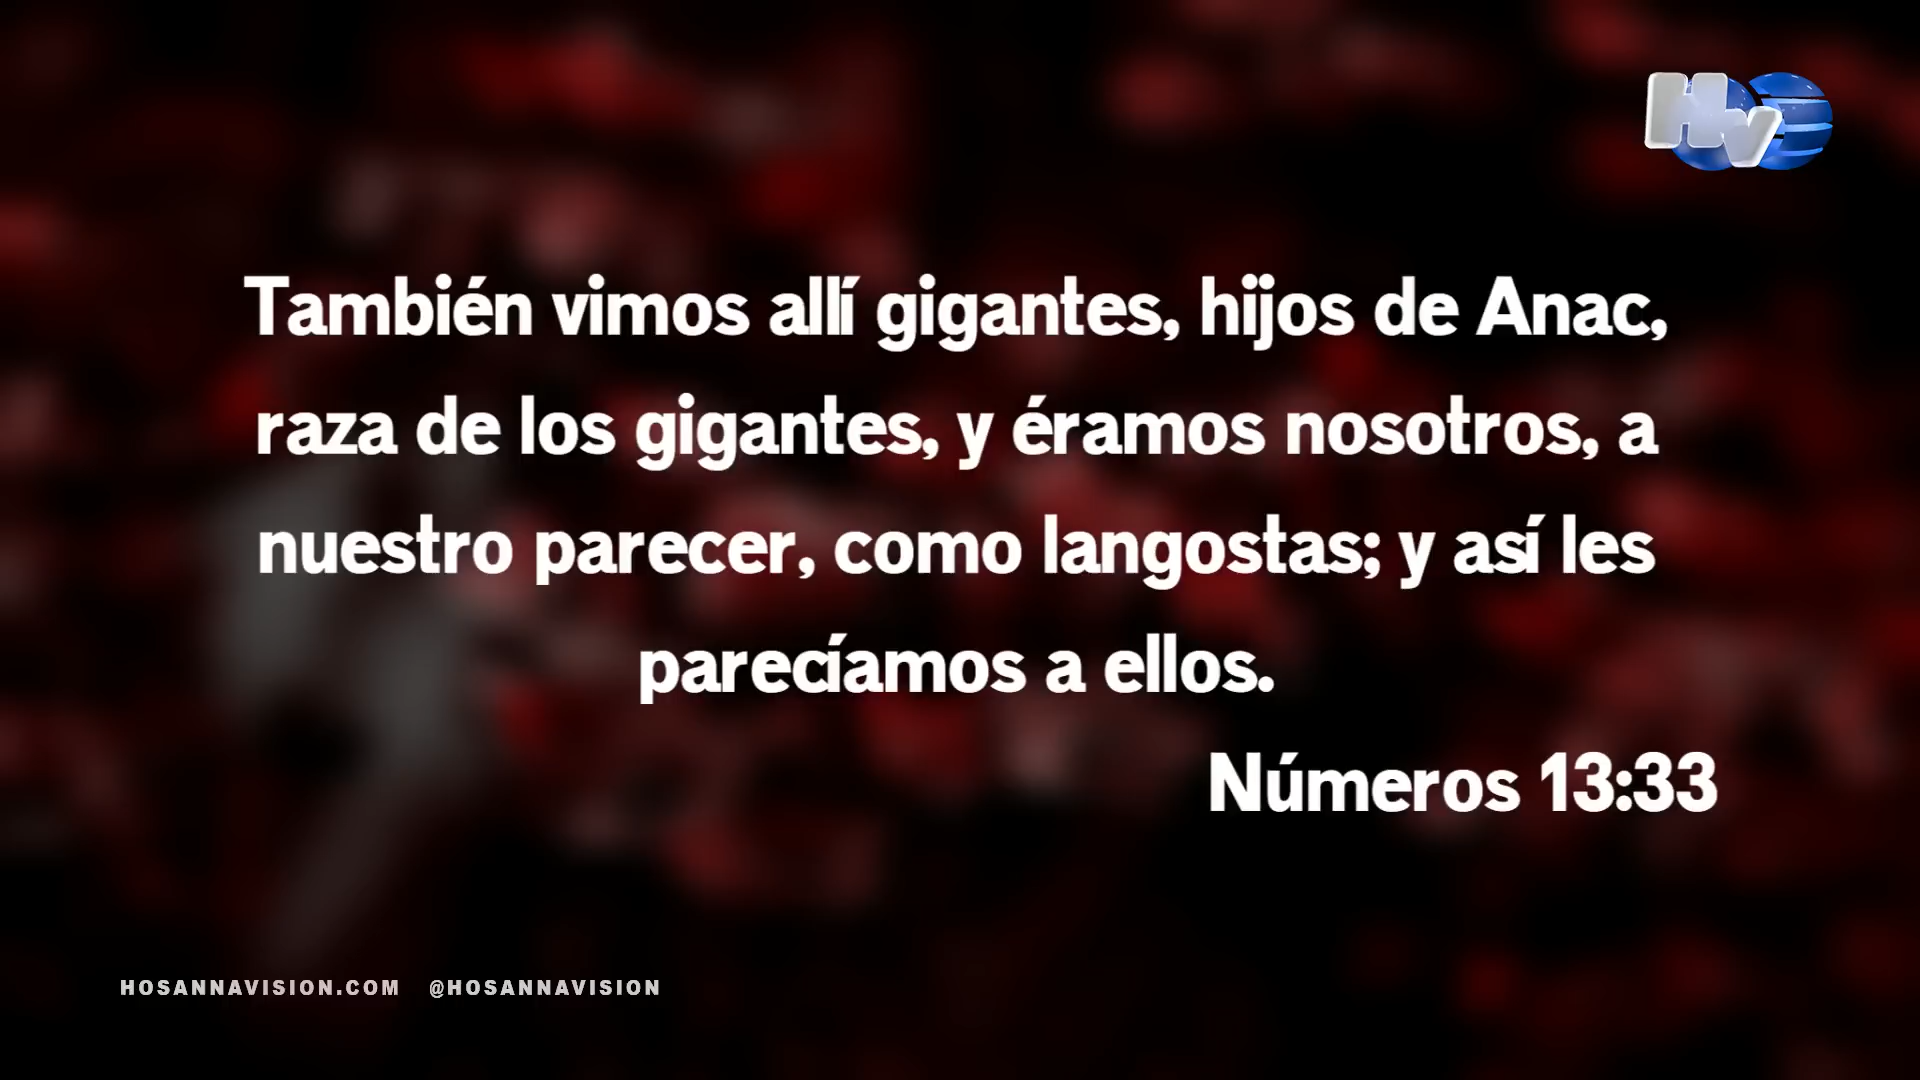 HV
También vimos allí gigantes, hijos de Anac,
raza de los gigantes, y éramos nosotros, a
nuestro parecer, como langostas; y así les
parecíamos a ellos.
Números 13:33
HOSANNAVISION.COM @HOSANNAVISION